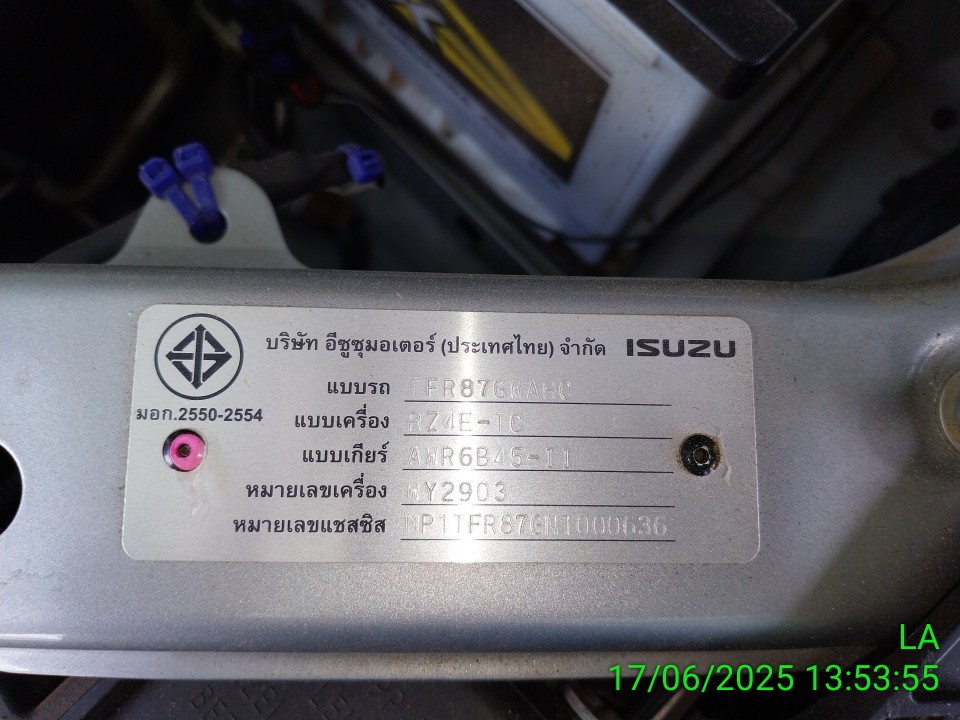 บริษัท อีซูซุมอเตอร์ (ประเทศไทย) จำกัด ISUZU
แบบรถ TFR87GWAHC
มอก.2550-2554
แบบเครื่อง RZ4E-TC
แบบเกียร์ AWR6B45-II
หมายเลขเครื่อง WY2903
หมายเลขแชสซิส MP1TFR87GNT000636
LA
17/06/2025 13:53:55